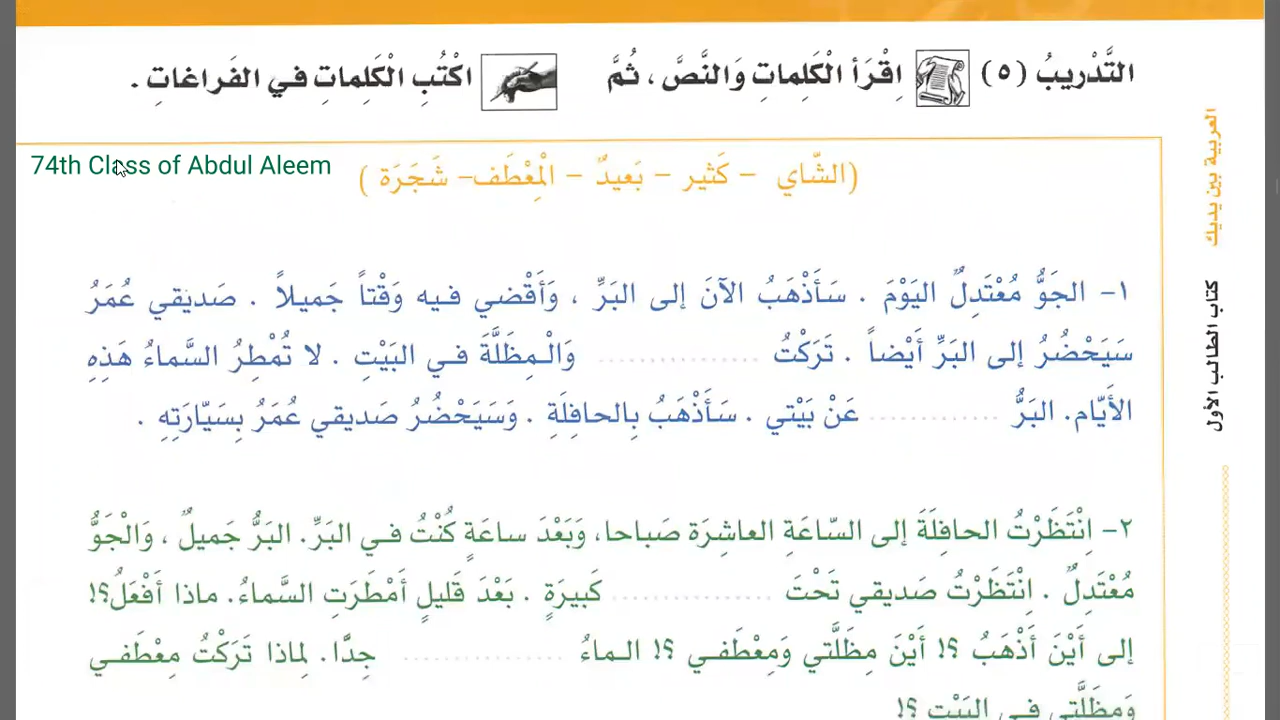 التَّدْرِيبُ (٥) اِقْرَأ الْكَلِماتِ وَالنَّصَّ ، ثُمَّ اكْتُبِ الْكَلِماتِ في الفَراغاتِ .
74th Class of Abdul Aleem
(الشّاي - كَثير - بَعيدٌ - الْمِعْطَف- شَجَرَة )
١- الجَوُّ مُعْتَدِلٌ اليَوْمَ . سَأَذْهَبُ الآنَ إلى البَرِّ ، وَأَقْضي فيه وَقْتاً جَميلاً . صَديقي عُمَرُ
سَيَحْضُرُ إلى البَرِّ أَيْضاً . تَرَكْتُ ................ وَالْمِظَلَّةَ في البَيْتِ . لا تُمْطِرُ السَّماءُ هَذِهِ
الأَيّام. البَرُّ ............. عَنْ بَيْتي . سَأَذْهَبُ بِالحافِلَةِ . وَسَيَحْضُرُ صَديقي عُمَرُ بِسَيّارَتِهِ .
٢- اِنْتَظَرْتُ الحافِلَةَ إلى السّاعَةِ العاشِرَة صَباحا، وَبَعْدَ ساعَةٍ كُنْتُ في البَرِّ. البَرُّ جَميلٌ ، وَالْجَوُّ
مُعْتَدِلٌ . اِنْتَظَرْتُ صَديقي تَحْتَ ................ كَبيرَةٍ . بَعْدَ قَليلٍ أَمْطَرَتِ السَّماءُ. ماذا أَفْعَلُ؟!
إلى أَيْنَ أَذْهَبُ ؟! أَيْنَ مِظَلَّتي وَمِعْطَفي ؟! الماءُ ................ جِدًّا. لِماذا تَرَكْتُ مِعْطَفي
وَمِظَلَّتي في البَيْتِ ؟!
العربية بين يديك
كتاب الطالب الأول